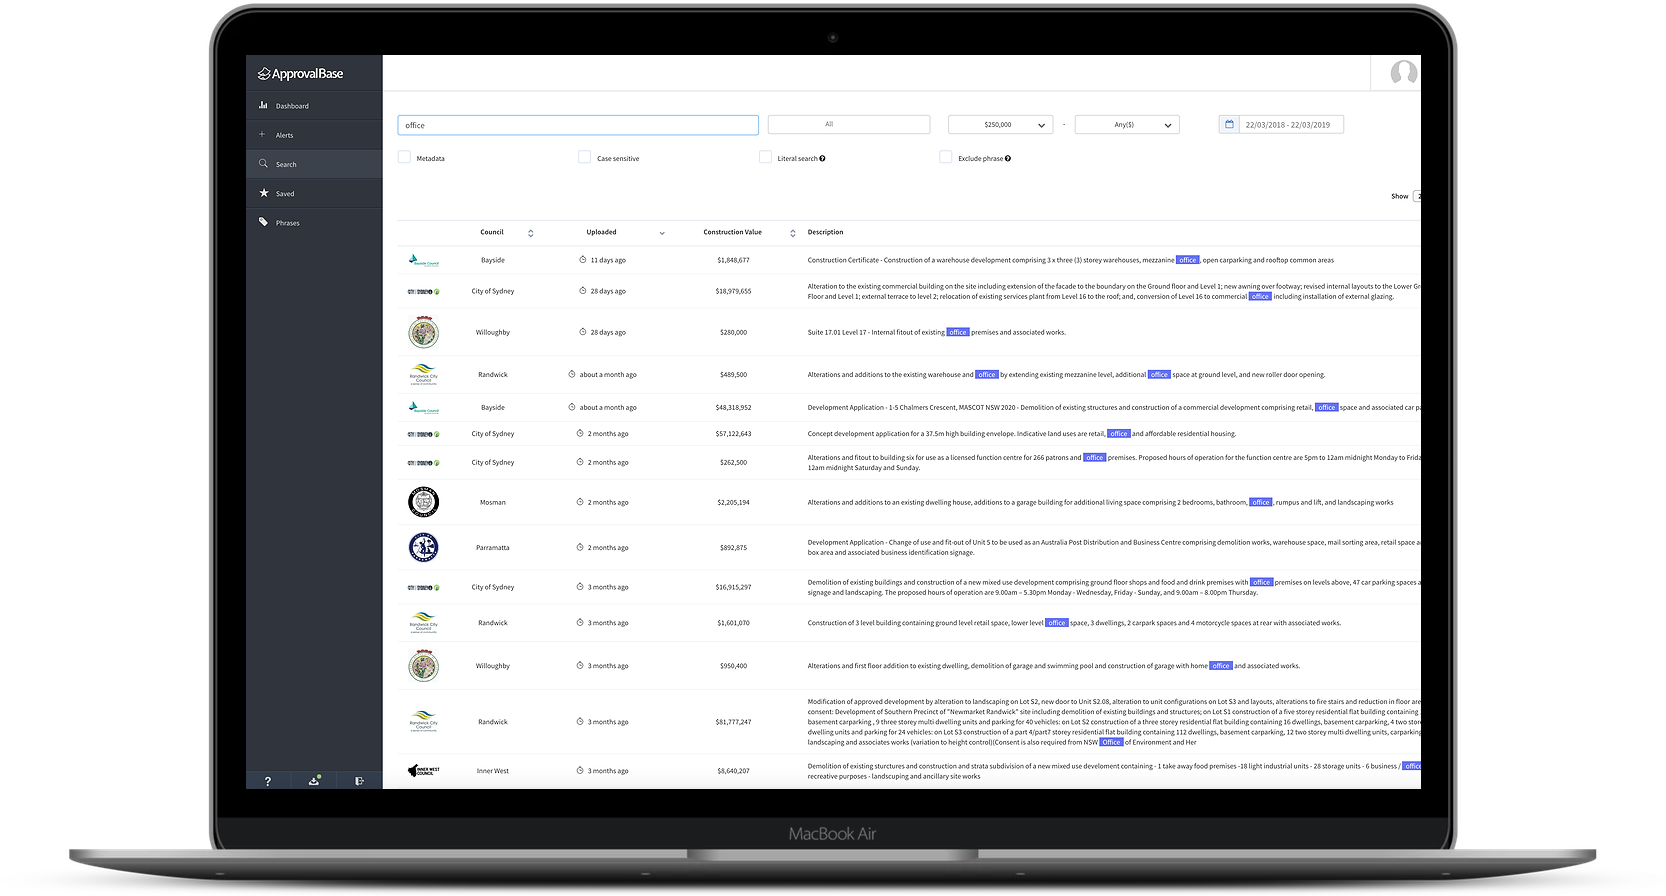 ApprovalBase
Dashboard
Alerts
Search
Saved
Phrases
office
All
$250,000
-
Any($)
22/03/2018 - 22/03/2019
Metadata
Case sensitive
Literal search
Exclude phrase
Show
Council Uploaded Construction Value Description
Bayside 11 days ago $1,848,677 Construction Certificate - Construction of a warehouse development comprising 3 x three (3) storey warehouses, mezzanine office, open carparking and rooftop common areas
City of Sydney 28 days ago $18,979,655 Alteration to the existing commercial building on the site including extension of the facade to the boundary on the Ground floor and Level 1; new awning over footway; revised internal layouts to the Lower Gr
Floor and Level 1; external terrace to level 2; relocation of existing services plant from Level 16 to the roof; and, conversion of Level 16 to commercial office including installation of external glazing.
Willoughby 28 days ago $280,000 Suite 17.01 Level 17 - Internal fitout of existing office premises and associated works.
Randwick City
Council
Randwick about a month ago $489,500 Alterations and additions to the existing warehouse and office by extending existing mezzanine level, additional office space at ground level, and new roller door opening.
Bayside about a month ago $48,318,952 Development Application - 1-5 Chalmers Crescent, MASCOT NSW 2020 - Demolition of existing structures and construction of a commercial development comprising retail, office space and associated car pa
City of Sydney 2 months ago $57,122,643 Concept development application for a 37.5m high building envelope. Indicative land uses are retail, office and affordable residential housing.
City of Sydney 2 months ago $262,500 Alterations and fitout to building six for use as a licensed function centre for 266 patrons and office premises. Proposed hours of operation for the function centre are 5pm to 12am midnight Monday to Frida
12am midnight Saturday and Sunday.
MOSMAN COUNCIL
Mosman 2 months ago $2,205,194 Alterations and additions to an existing dwelling house, additions to a garage building for additional living space comprising 2 bedrooms, bathroom, office, rumpus and lift, and landscaping works
Parramatta 2 months ago $892,875 Development Application - Change of use and fit-out of Unit 5 to be used as an Australia Post Distribution and Business Centre comprising demolition works, warehouse space, mail sorting area, retail space a
box area and associated business identification signage.
City of Sydney 3 months ago $16,915,297 Demolition of existing buildings and construction of a new mixed use development comprising ground floor shops and food and drink premises with office premises on levels above, 47 car parking spaces a
signage and landscaping. The proposed hours of operation are 9.00am – 5.30pm Monday - Wednesday, Friday - Sunday, and 9.00am – 8.00pm Thursday.
Randwick City
Council
Randwick 3 months ago $1,601,070 Construction of 3 level building containing ground level retail space, lower level office space, 3 dwellings, 2 carpark spaces and 4 motorcycle spaces at rear with associated works.
Willoughby 3 months ago $950,400 Alterations and first floor addition to existing dwelling, demolition of garage and swimming pool and construction of garage with home office and associated works.
Randwick City
Council
Randwick 3 months ago $81,777,247 Modification of approved development by alteration to landscaping on Lot S2, new door to Unit S2.08, alteration to unit configurations on Lot S3 and layouts, alterations to fire stairs and reduction in floor are
consent: Development of Southern Precinct of "Newmarket Randwick" site including demolition of existing buildings and structures; on Lot S1 construction of a five storey residential flat building containing
basement carparking , 9 three storey multi dwelling units and parking for 40 vehicles: on Lot S2 construction of a three storey residential flat building containing 16 dwellings, basement carparking, 4 two stor
dwelling units and parking for 24 vehicles: on Lot S3 construction of a part 4/part7 storey residential flat building containing 112 dwellings, basement carparking, 12 two storey multi dwelling units, carparking
landscaping and associates works (variation to height control)(Consent is also required from NSW Office of Environment and Her
INNER WEST
COUNCIL
Inner West 3 months ago $8,640,207 Demolition of existing sturctures and construction and strata subdivision of a new mixed use develoment containing - 1 take away food premises -18 light industrial units - 28 storage units - 6 business / office
recreative purposes - landscuping and ancillary site works
?
MacBook Air